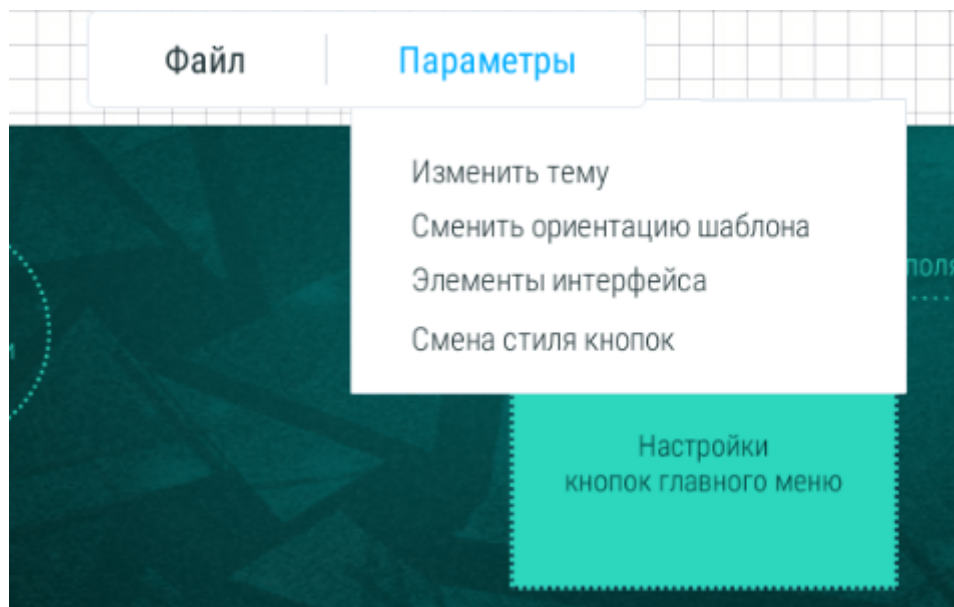 Файл
Параметры
Изменить тему
Сменить ориентацию шаблона
Элементы интерфейса
Смена стиля кнопок
Настройки
кнопок главного меню